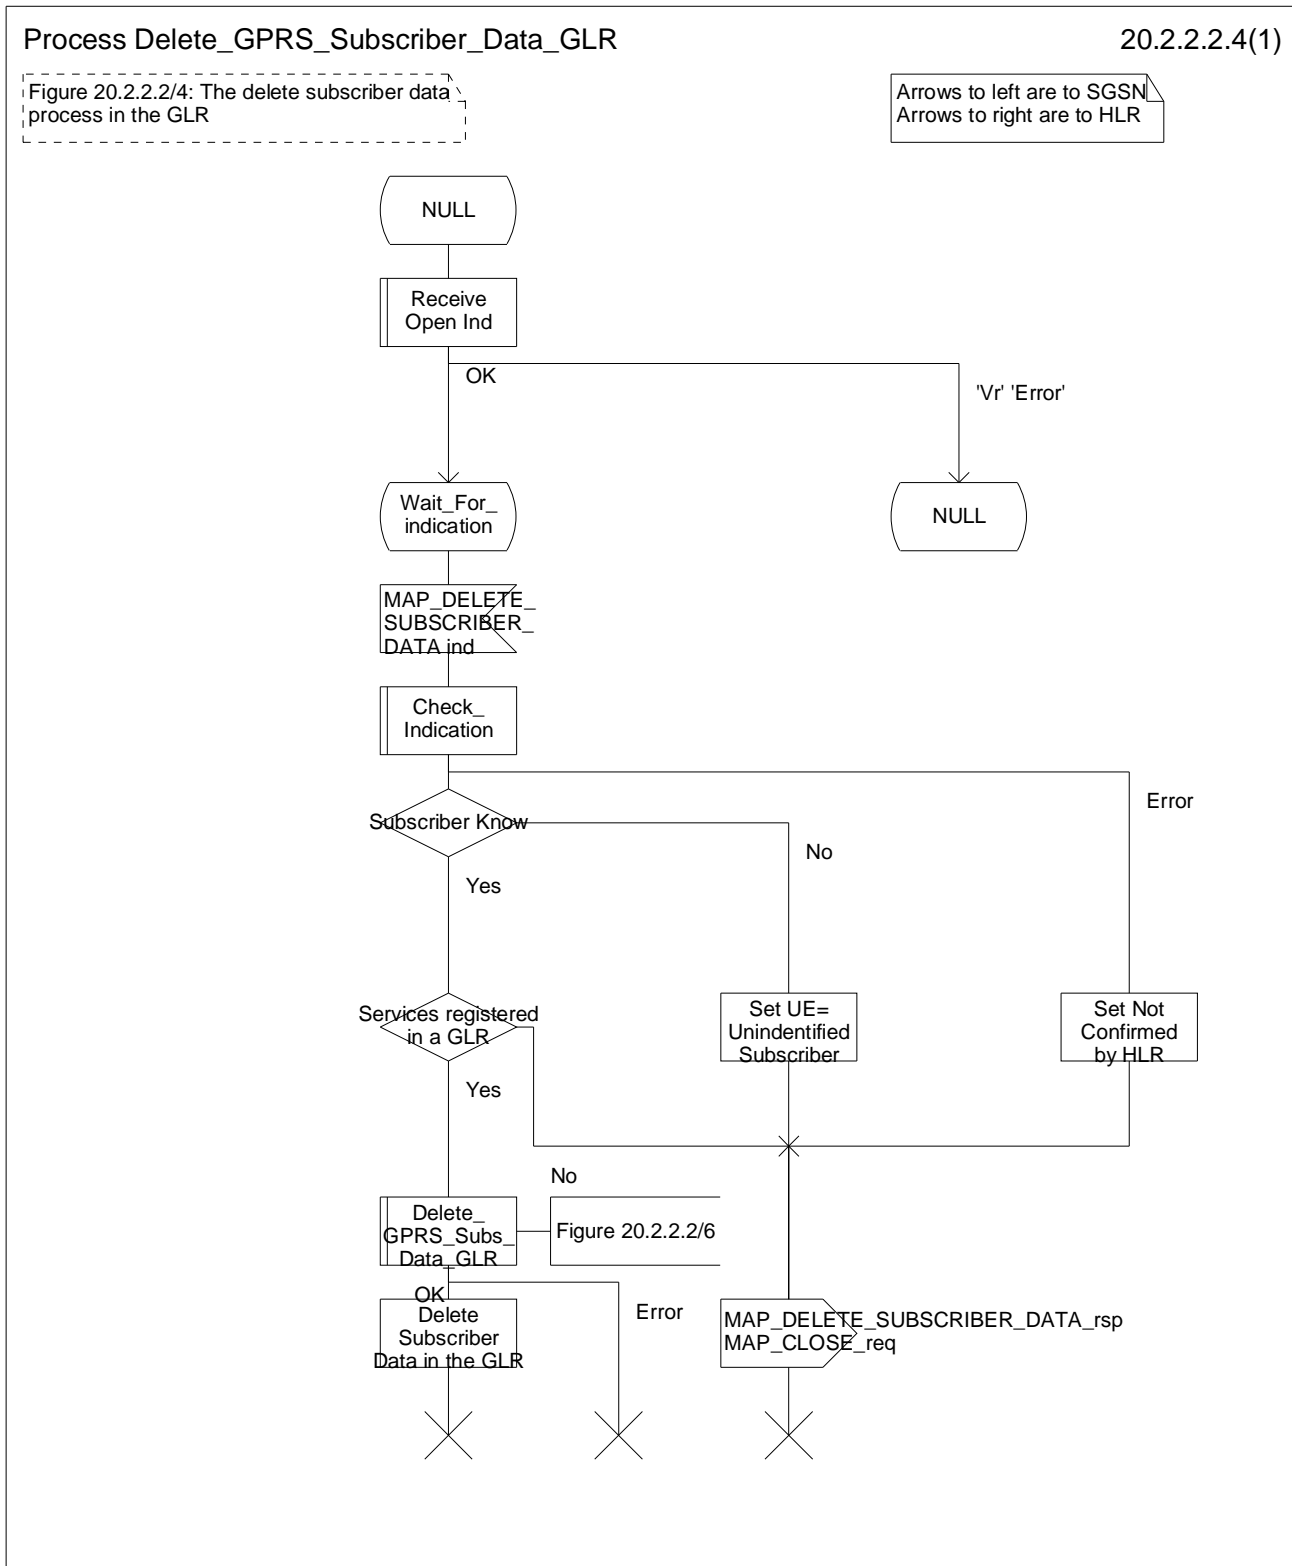 Process Delete_GPRS_Subscriber_Data_GLR
20.2.2.2.4(1)
Figure 20.2.2.2/4: The delete subscriber data
process in the GLR
Arrows to left are to SGSN
Arrows to right are to HLR
NULL
Receive
Open Ind
OK
'Vr' 'Error'
Wait_For_
indication
NULL
MAP_DELETE_
SUBSCRIBER_
DATA ind
Check_
Indication
Error
Subscriber Know
No
Yes
Services registered
in a GLR
Set UE=
Unindentified
Subscriber
Set Not
Confirmed
by HLR
Yes
No
Delete_
GPRS_Subs_
Data_GLR
Figure 20.2.2.2/6
OK
Error
Delete
Subscriber
Data in the GLR
MAP_DELETE_SUBSCRIBER_DATA_rsp
MAP_CLOSE_req